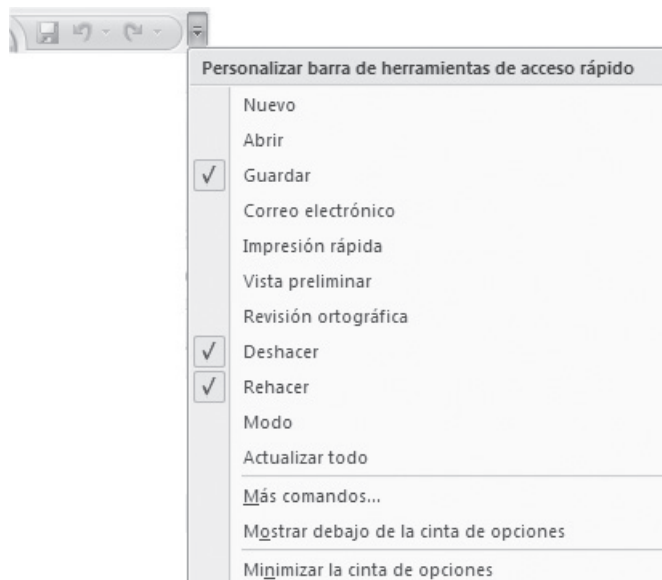 Personalizar barra de herramientas de acceso rápido
Nuevo
Abrir
Guardar
Correo electrónico
Impresión rápida
Vista preliminar
Revisión ortográfica
Deshacer
Rehacer
Modo
Actualizar todo
Más comandos...
Mostrar debajo de la cinta de opciones
Minimizar la cinta de opciones